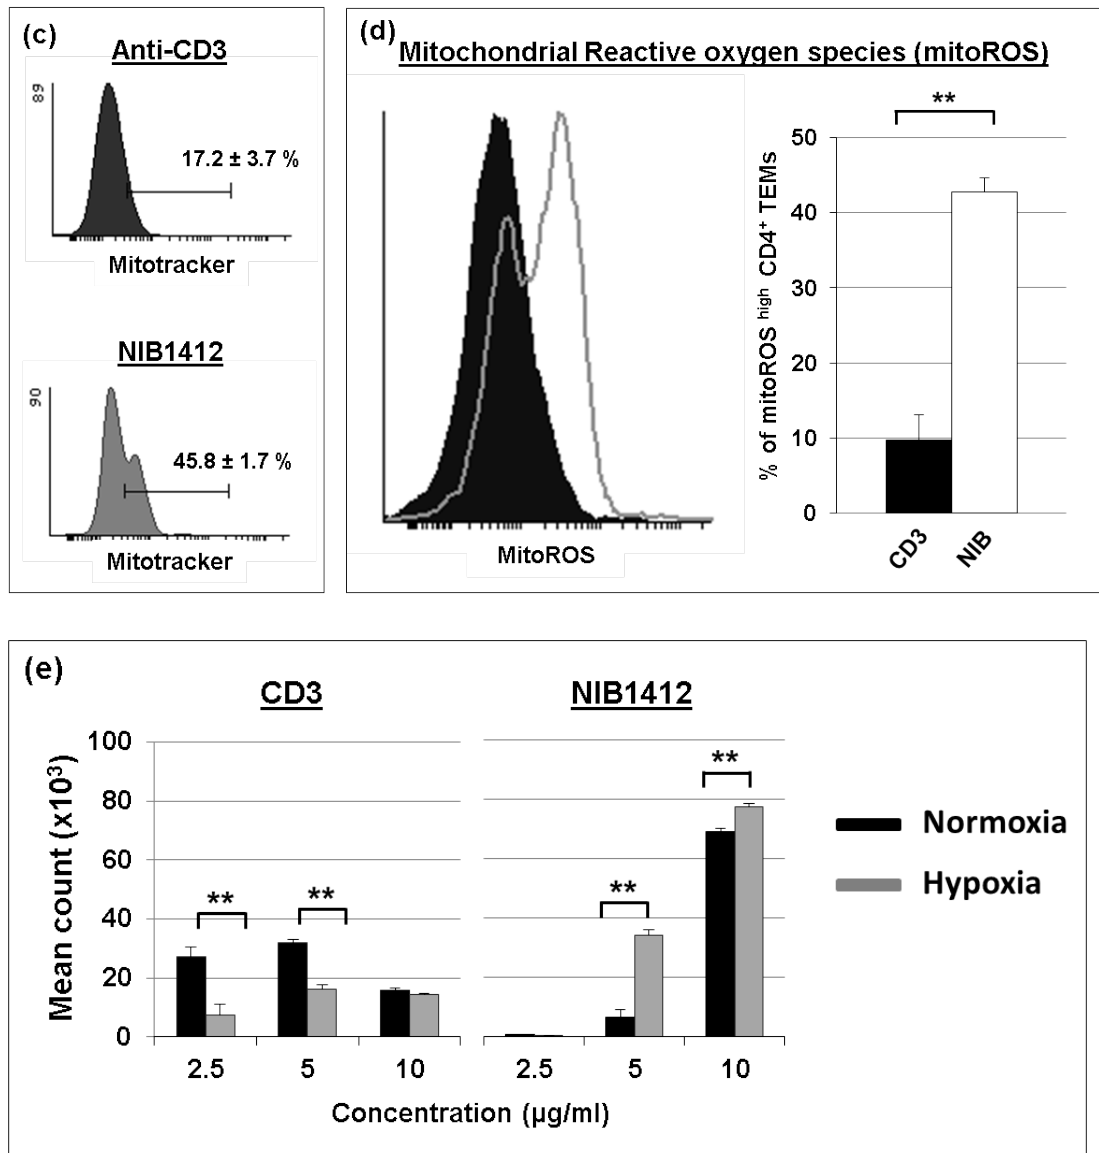 (c)
Anti-CD3
89
17.2 ± 3.7 %
Mitotracker
NIB1412
90
45.8 ± 1.7 %
Mitotracker
(d)
Mitochondrial Reactive oxygen species (mitoROS)
MitoROS
**
% of mitoROS high CD4+ TEMs
50
40
30
20
10
0
CD3
NIB
(e)
CD3
NIB1412
Mean count (x10³)
100
80
60
40
20
0
**
**
**
**
2.5
5
10
2.5
5
10
Concentration (µg/ml)
Normoxia
Hypoxia